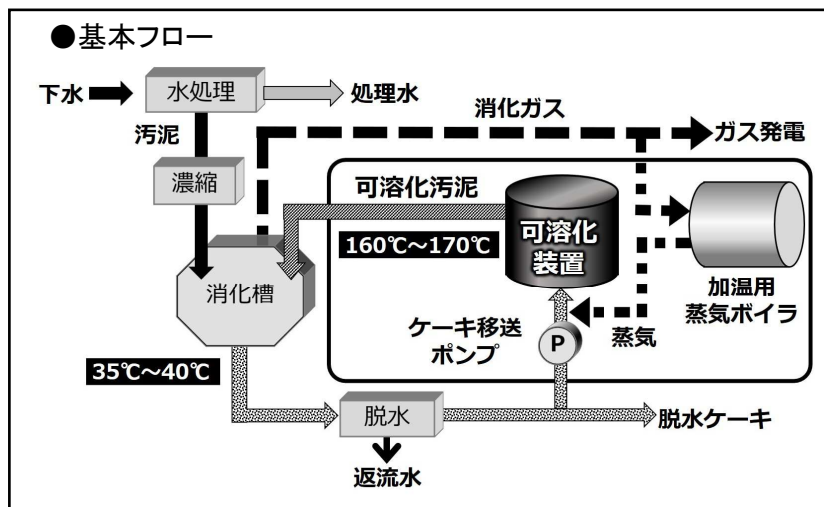 ●基本フロー
下水
水処理
処理水
汚泥
消化ガス
ガス発電
濃縮
可溶化汚泥
160℃～170℃
可溶化
装置
消化槽
加温用
蒸気ボイラ
ケーキ移送
ポンプ
P
蒸気
35℃～40℃
脱水
脱水ケーキ
返流水